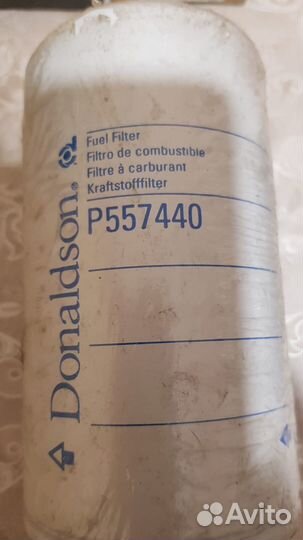 Fuel Filter
Filtro de combustible
Filtre à carburant
Kraftstofffilter
P557440
Donaldson.
Avito